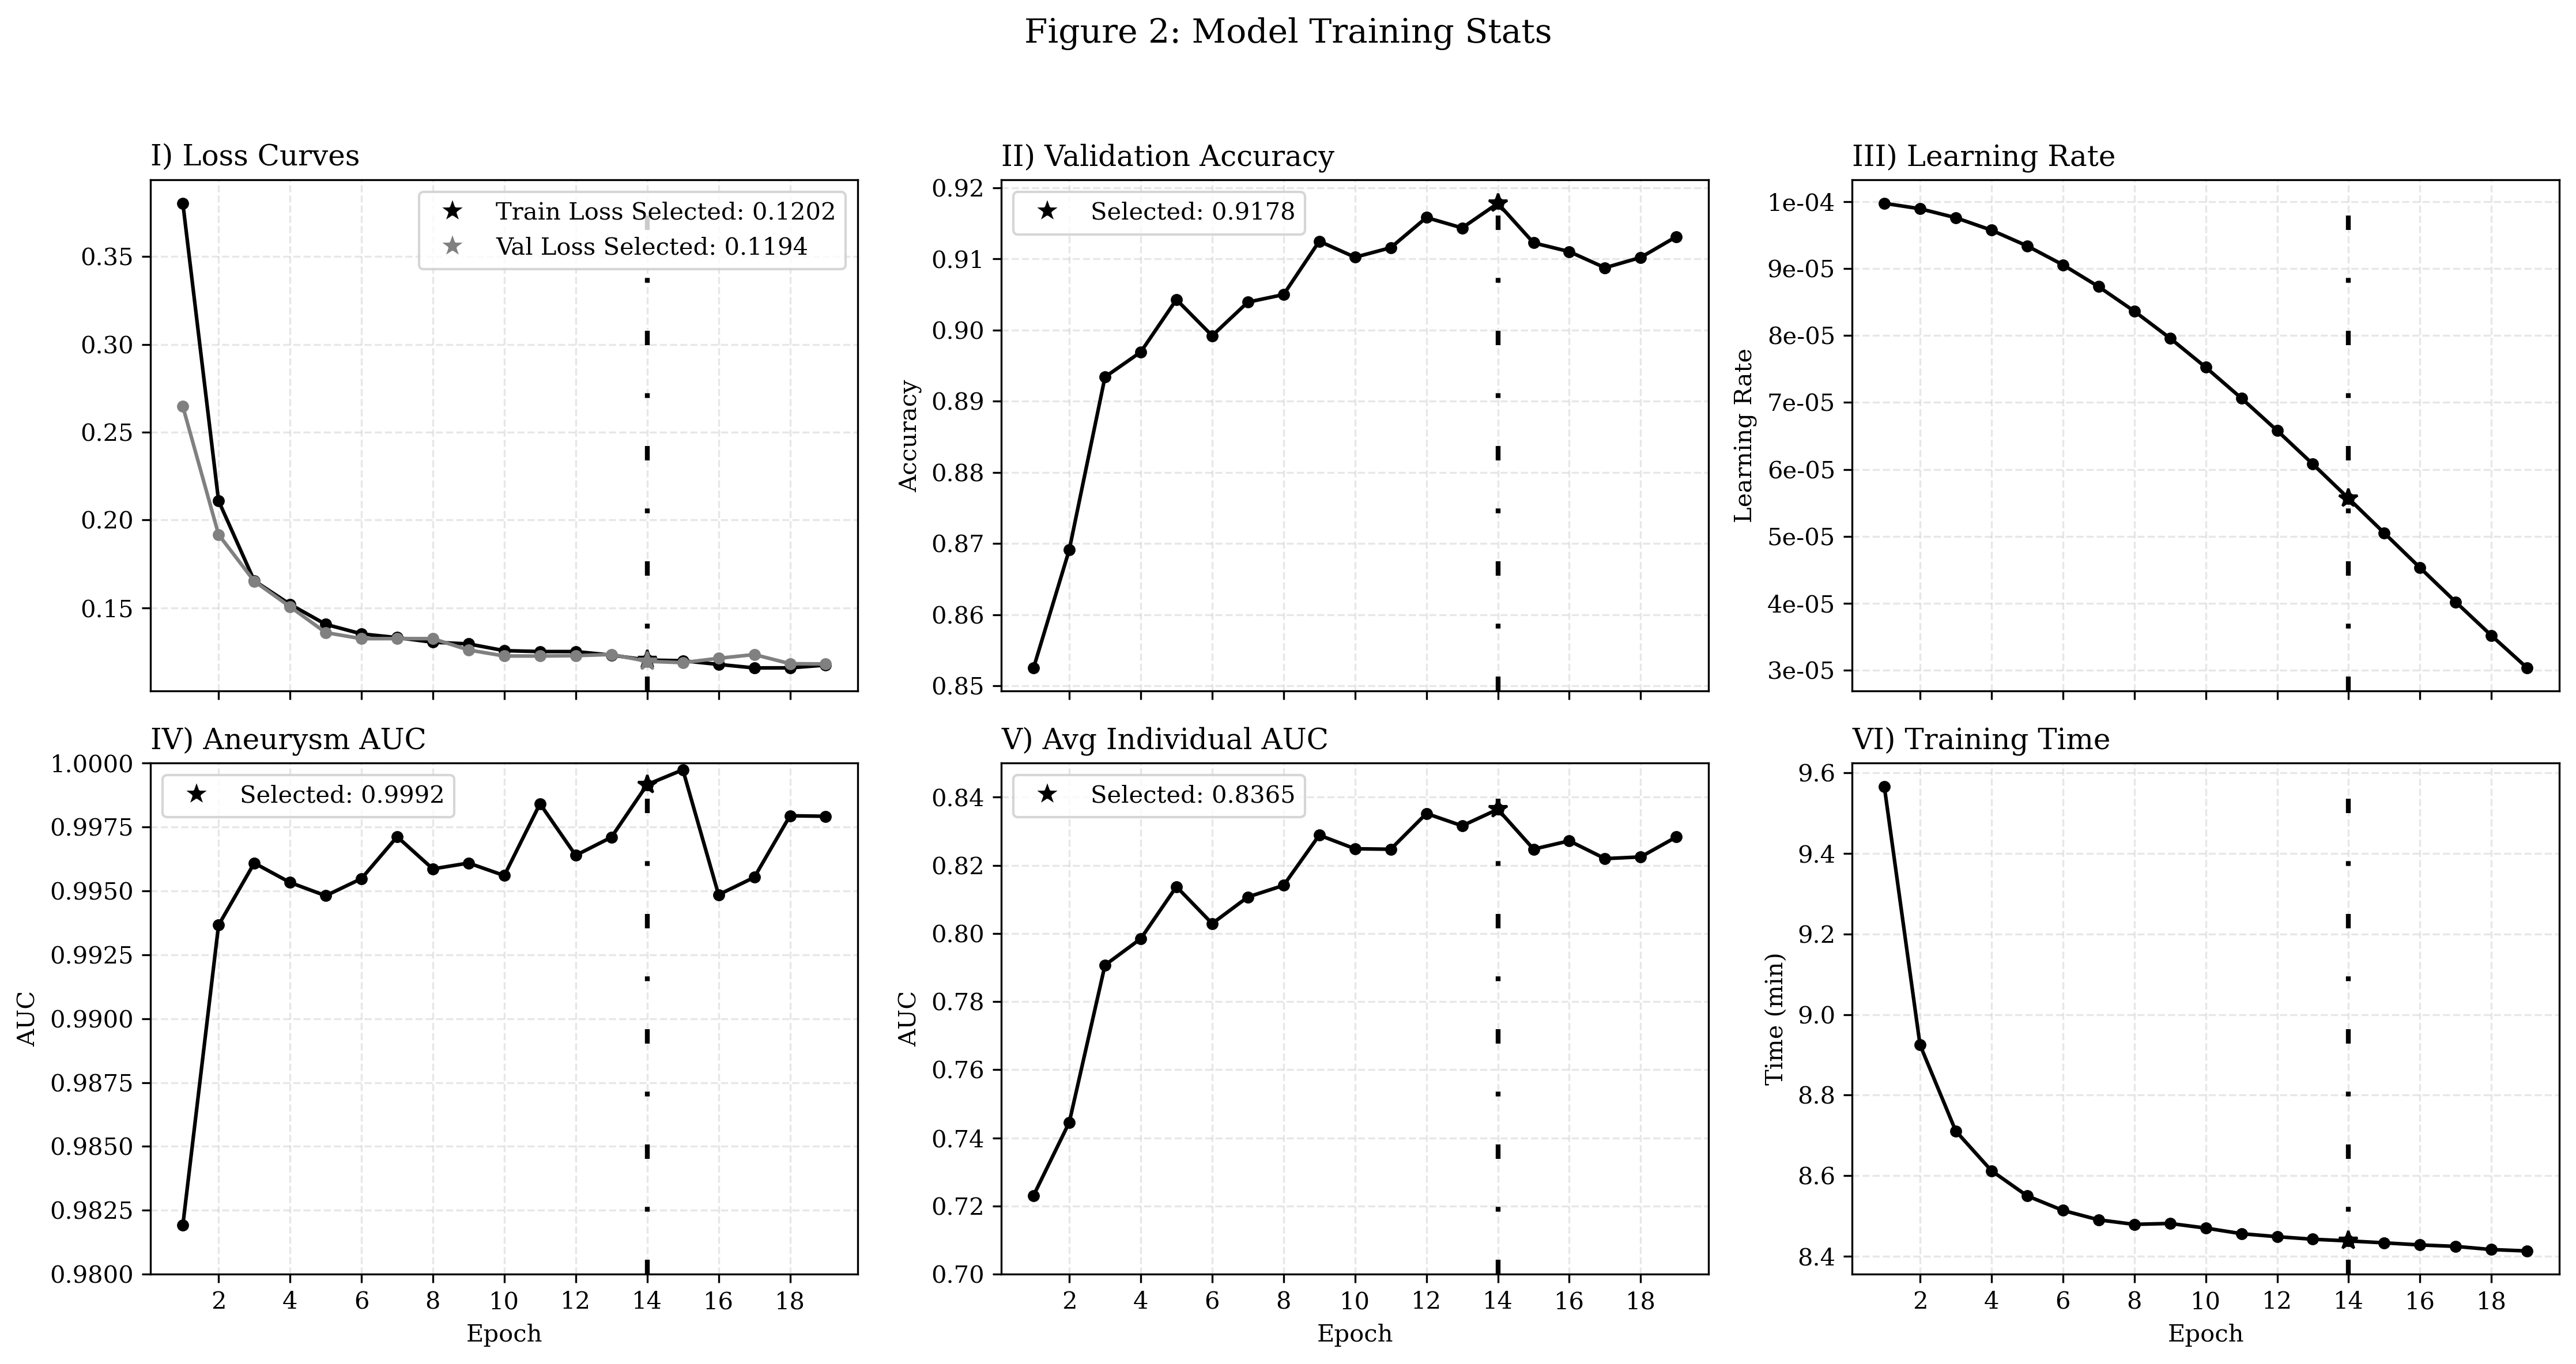 Figure 2: Model Training Stats
I) Loss Curves
0.35
0.30
0.25
0.20
0.15
Train Loss Selected: 0.1202
Val Loss Selected: 0.1194
II) Validation Accuracy
Accuracy
0.92
0.91
0.90
0.89
0.88
0.87
0.86
0.85
Selected: 0.9178
III) Learning Rate
Learning Rate
1e-04
9e-05
8e-05
7e-05
6e-05
5e-05
4e-05
3e-05
IV) Aneurysm AUC
AUC
1.0000
0.9975
0.9950
0.9925
0.9900
0.9875
0.9850
0.9825
0.9800
Selected: 0.9992
2 4 6 8 10 12 14 16 18
Epoch
V) Avg Individual AUC
AUC
0.84
0.82
0.80
0.78
0.76
0.74
0.72
0.70
Selected: 0.8365
2 4 6 8 10 12 14 16 18
Epoch
VI) Training Time
Time (min)
9.6
9.4
9.2
9.0
8.8
8.6
8.4
2 4 6 8 10 12 14 16 18
Epoch